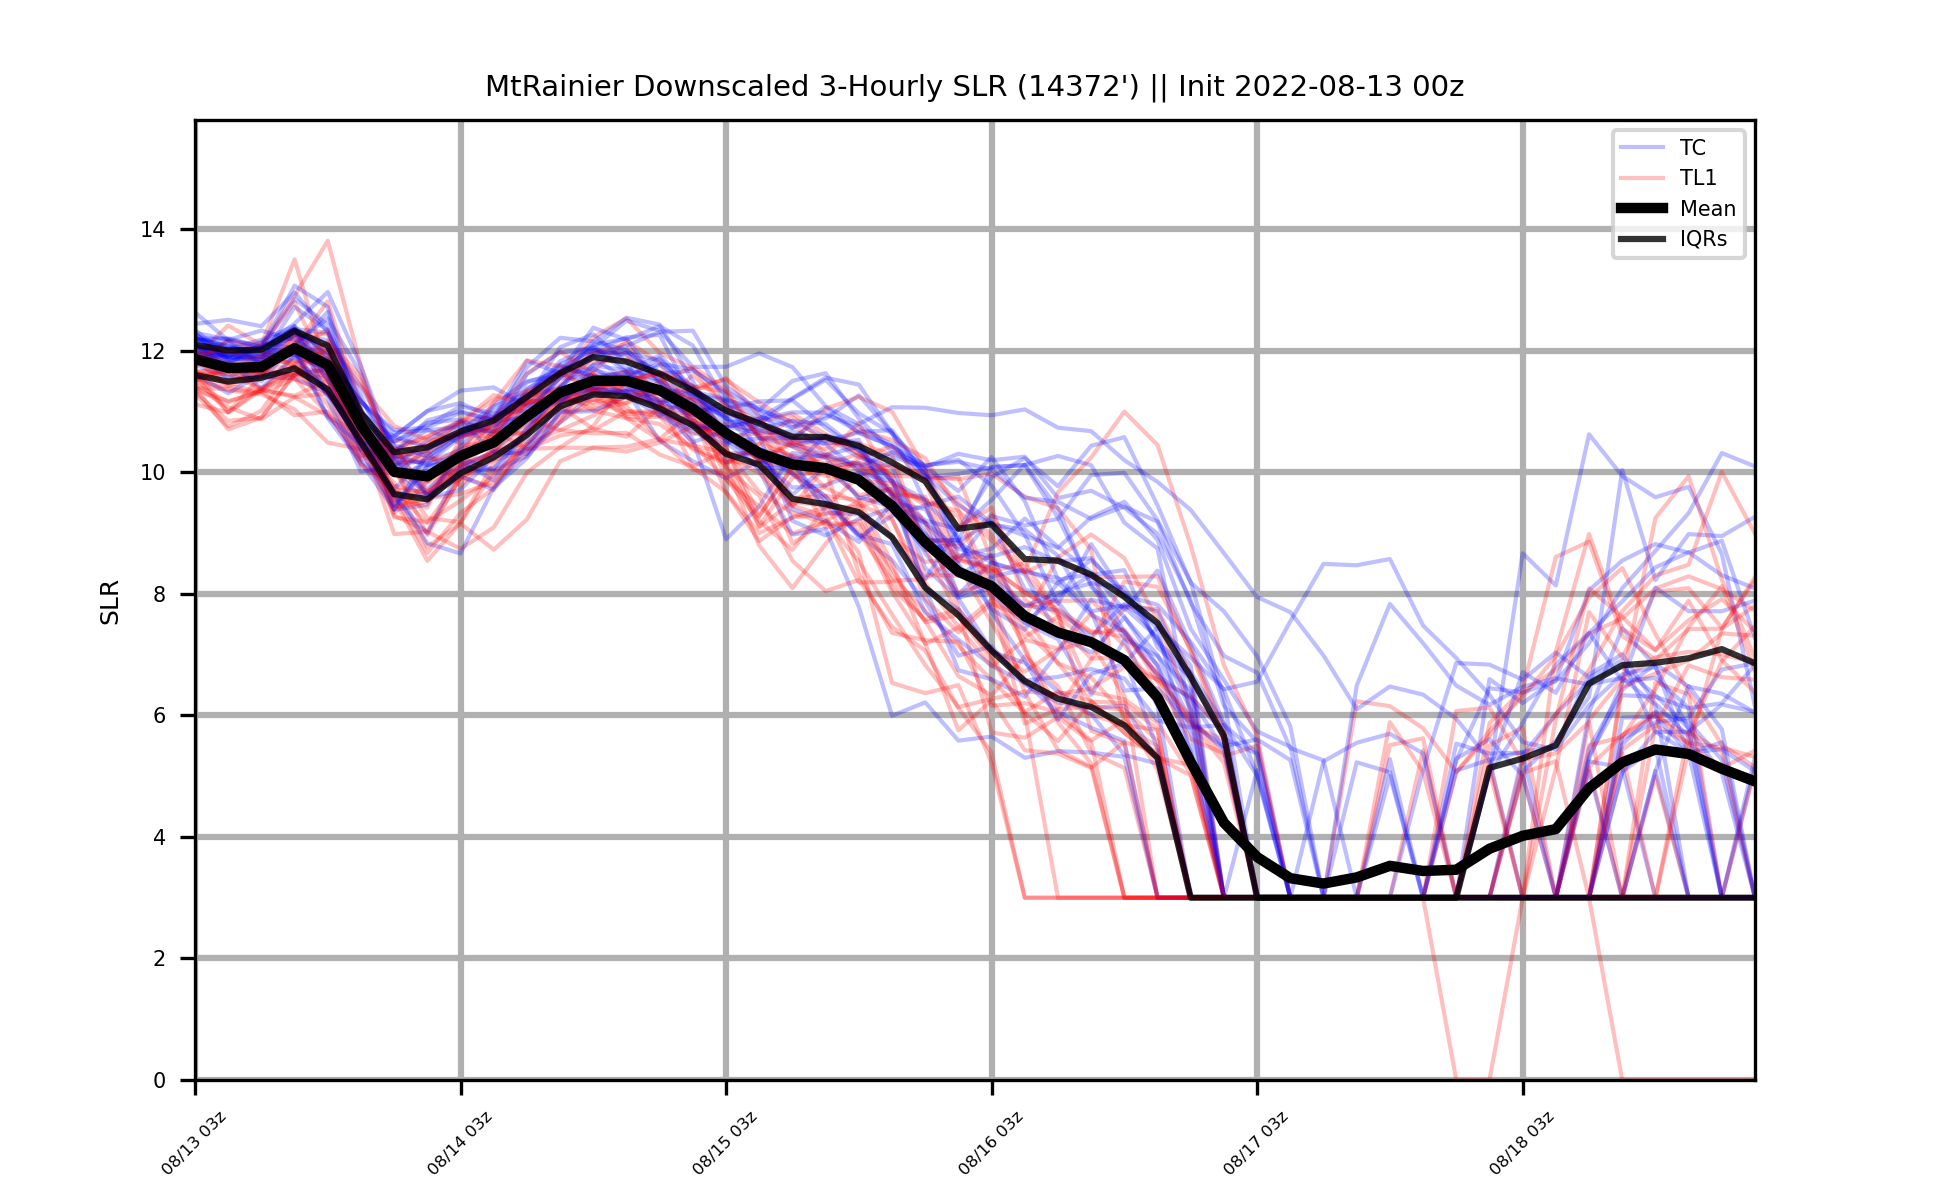 MtRainier Downscaled 3-Hourly SLR (14372') || Init 2022-08-13 00z
TC
TL1
Mean
IQRs
SLR
14
12
10
8
6
4
2
0
08/13 03z
08/14 03z
08/15 03z
08/16 03z
08/17 03z
08/18 03z